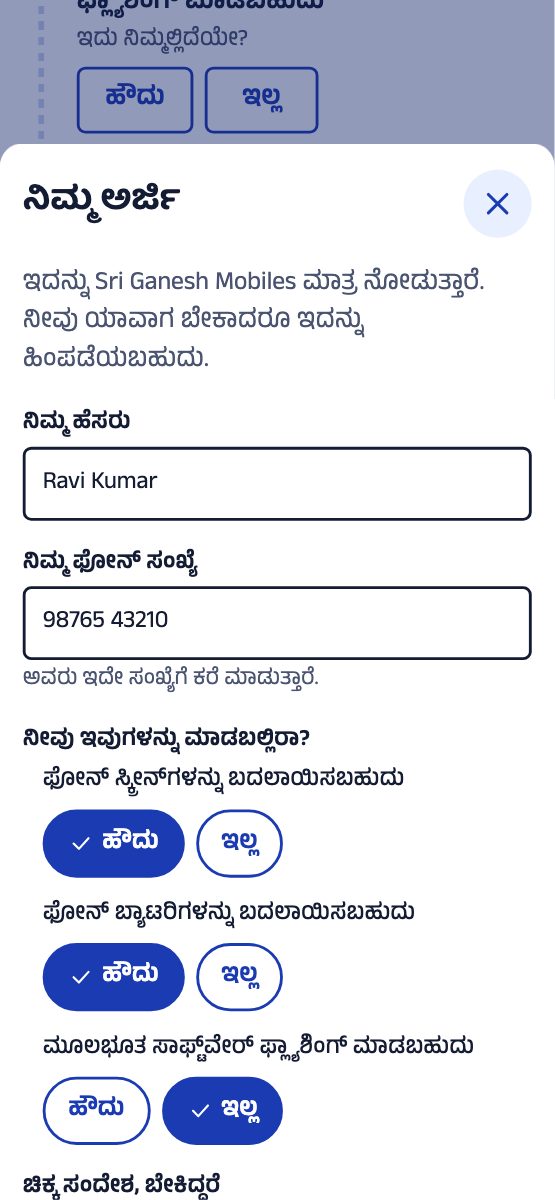 ಫ್ಲ್ಯಾಶಿಂಗ್ ಮಾಡಬಹುದು
ಇದು ನಿಮ್ಮಲ್ಲಿದೆಯೇ?
ಹೌದು ಇಲ್ಲ
ನಿಮ್ಮ ಅರ್ಜಿ
ಇದನ್ನು Sri Ganesh Mobiles ಮಾತ್ರ ನೋಡುತ್ತಾರೆ.
ನೀವು ಯಾವಾಗ ಬೇಕಾದರೂ ಇದನ್ನು
ಹಿಂಪಡೆಯಬಹುದು.
ನಿಮ್ಮ ಹೆಸರು
Ravi Kumar
ನಿಮ್ಮ ಫೋನ್ ಸಂಖ್ಯೆ
98765 43210
ಅವರು ಇದೇ ಸಂಖ್ಯೆಗೆ ಕರೆ ಮಾಡುತ್ತಾರೆ.
ನೀವು ಇವುಗಳನ್ನು ಮಾಡಬಲ್ಲಿರಾ?
ಫೋನ್ ಸ್ಕ್ರೀನ್‌ಗಳನ್ನು ಬದಲಾಯಿಸಬಹುದು
ಹೌದು ಇಲ್ಲ
ಫೋನ್ ಬ್ಯಾಟರಿಗಳನ್ನು ಬದಲಾಯಿಸಬಹುದು
ಹೌದು ಇಲ್ಲ
ಮೂಲಭೂತ ಸಾಫ್ಟ್‌ವೇರ್ ಫ್ಲ್ಯಾಶಿಂಗ್ ಮಾಡಬಹುದು
ಹೌದು ಇಲ್ಲ
ಚಿಕ್ಕ ಸಂದೇಶ, ಬೇಕಿದ್ದರೆ